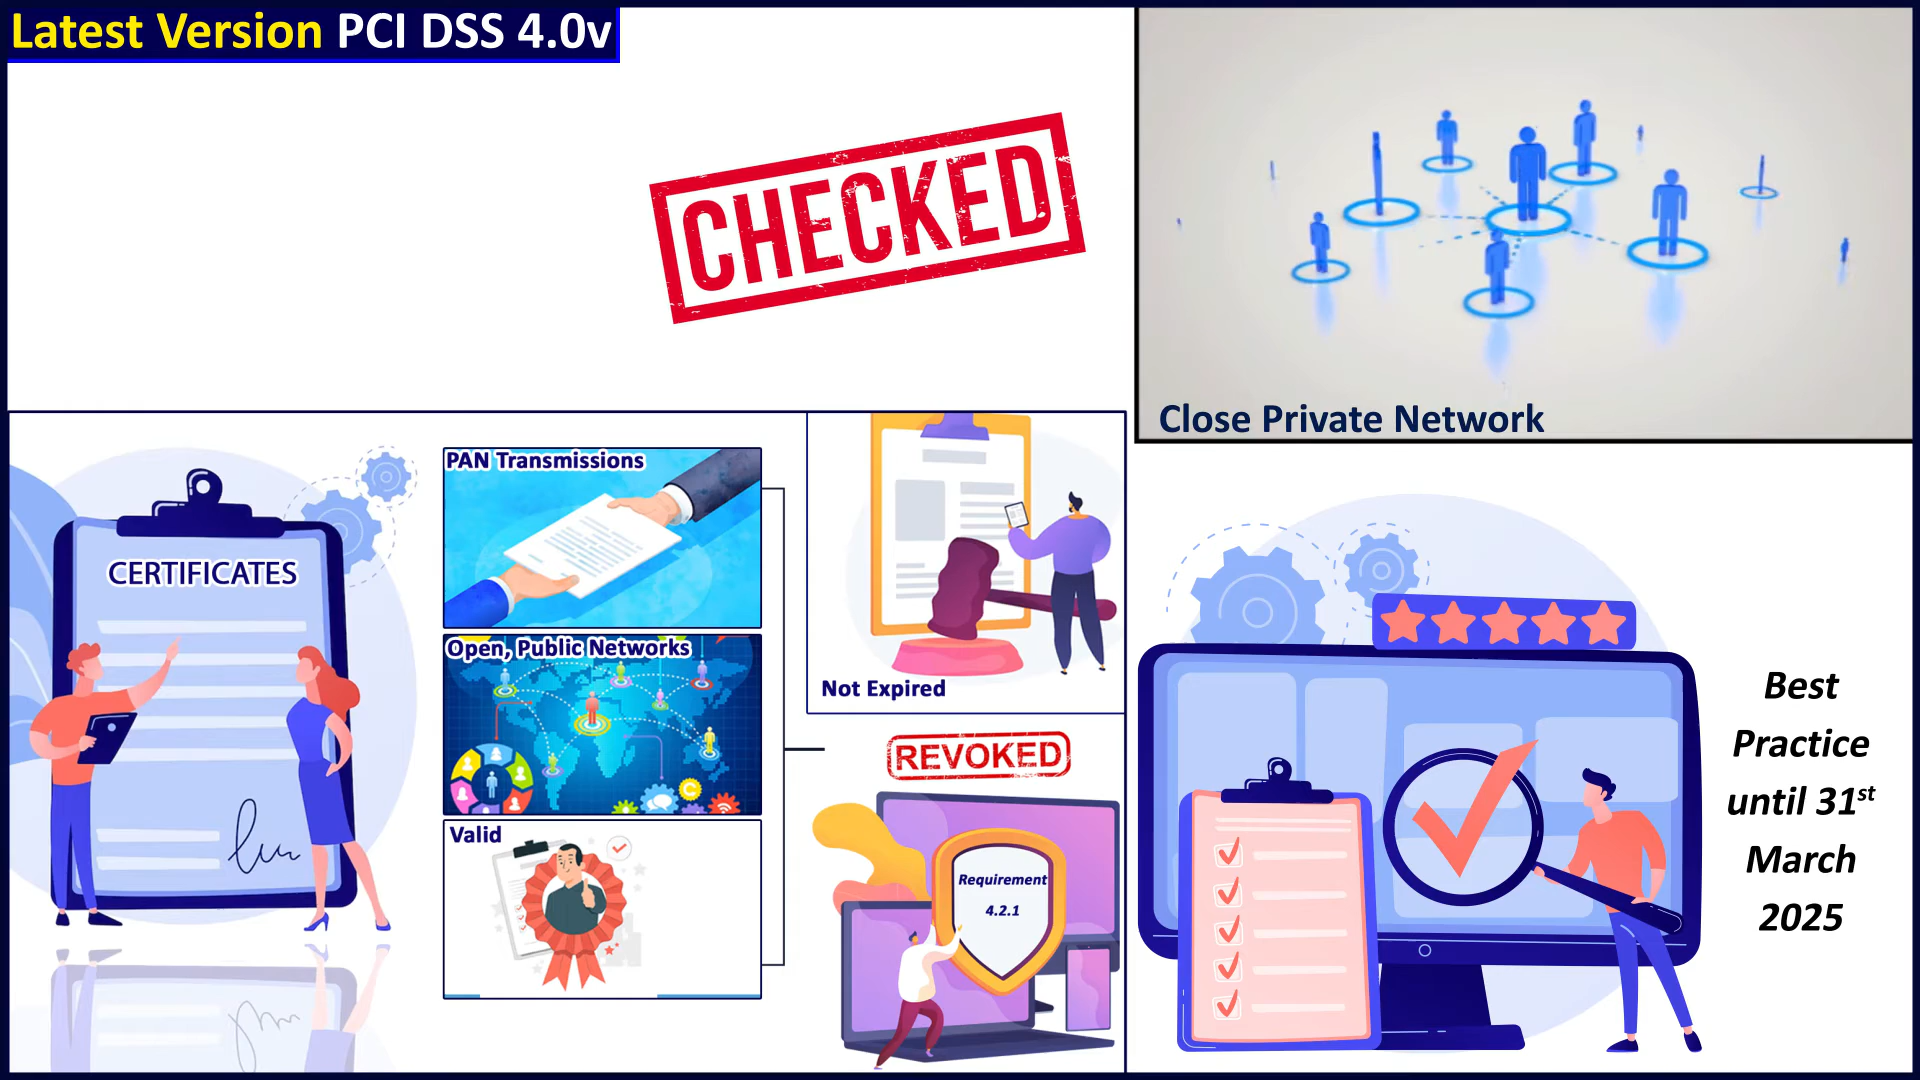 Latest Version PCI DSS 4.0v
CHECKED
Close Private Network
CERTIFICATES
PAN Transmissions
Open, Public Networks
Valid
Not Expired
REVOKED
Requirement
4.2.1
Best
Practice
until 31st
March
2025